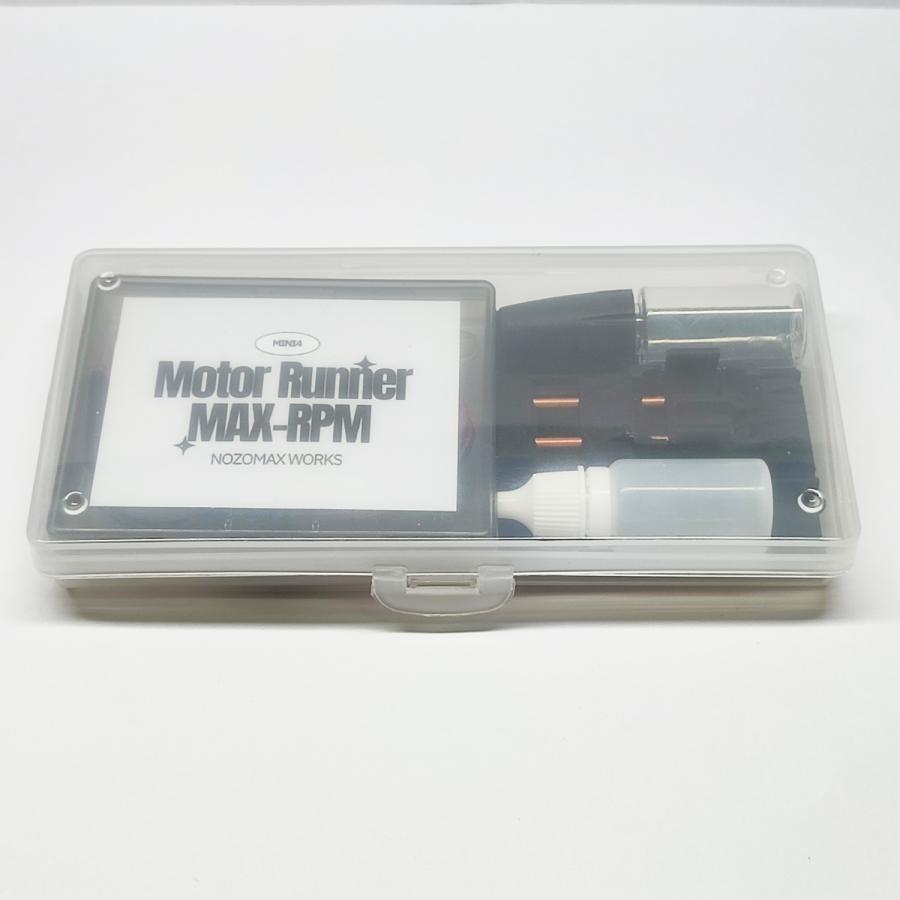 MINI4
Motor Runner
MAX-RPM
NOZOMAX WORKS